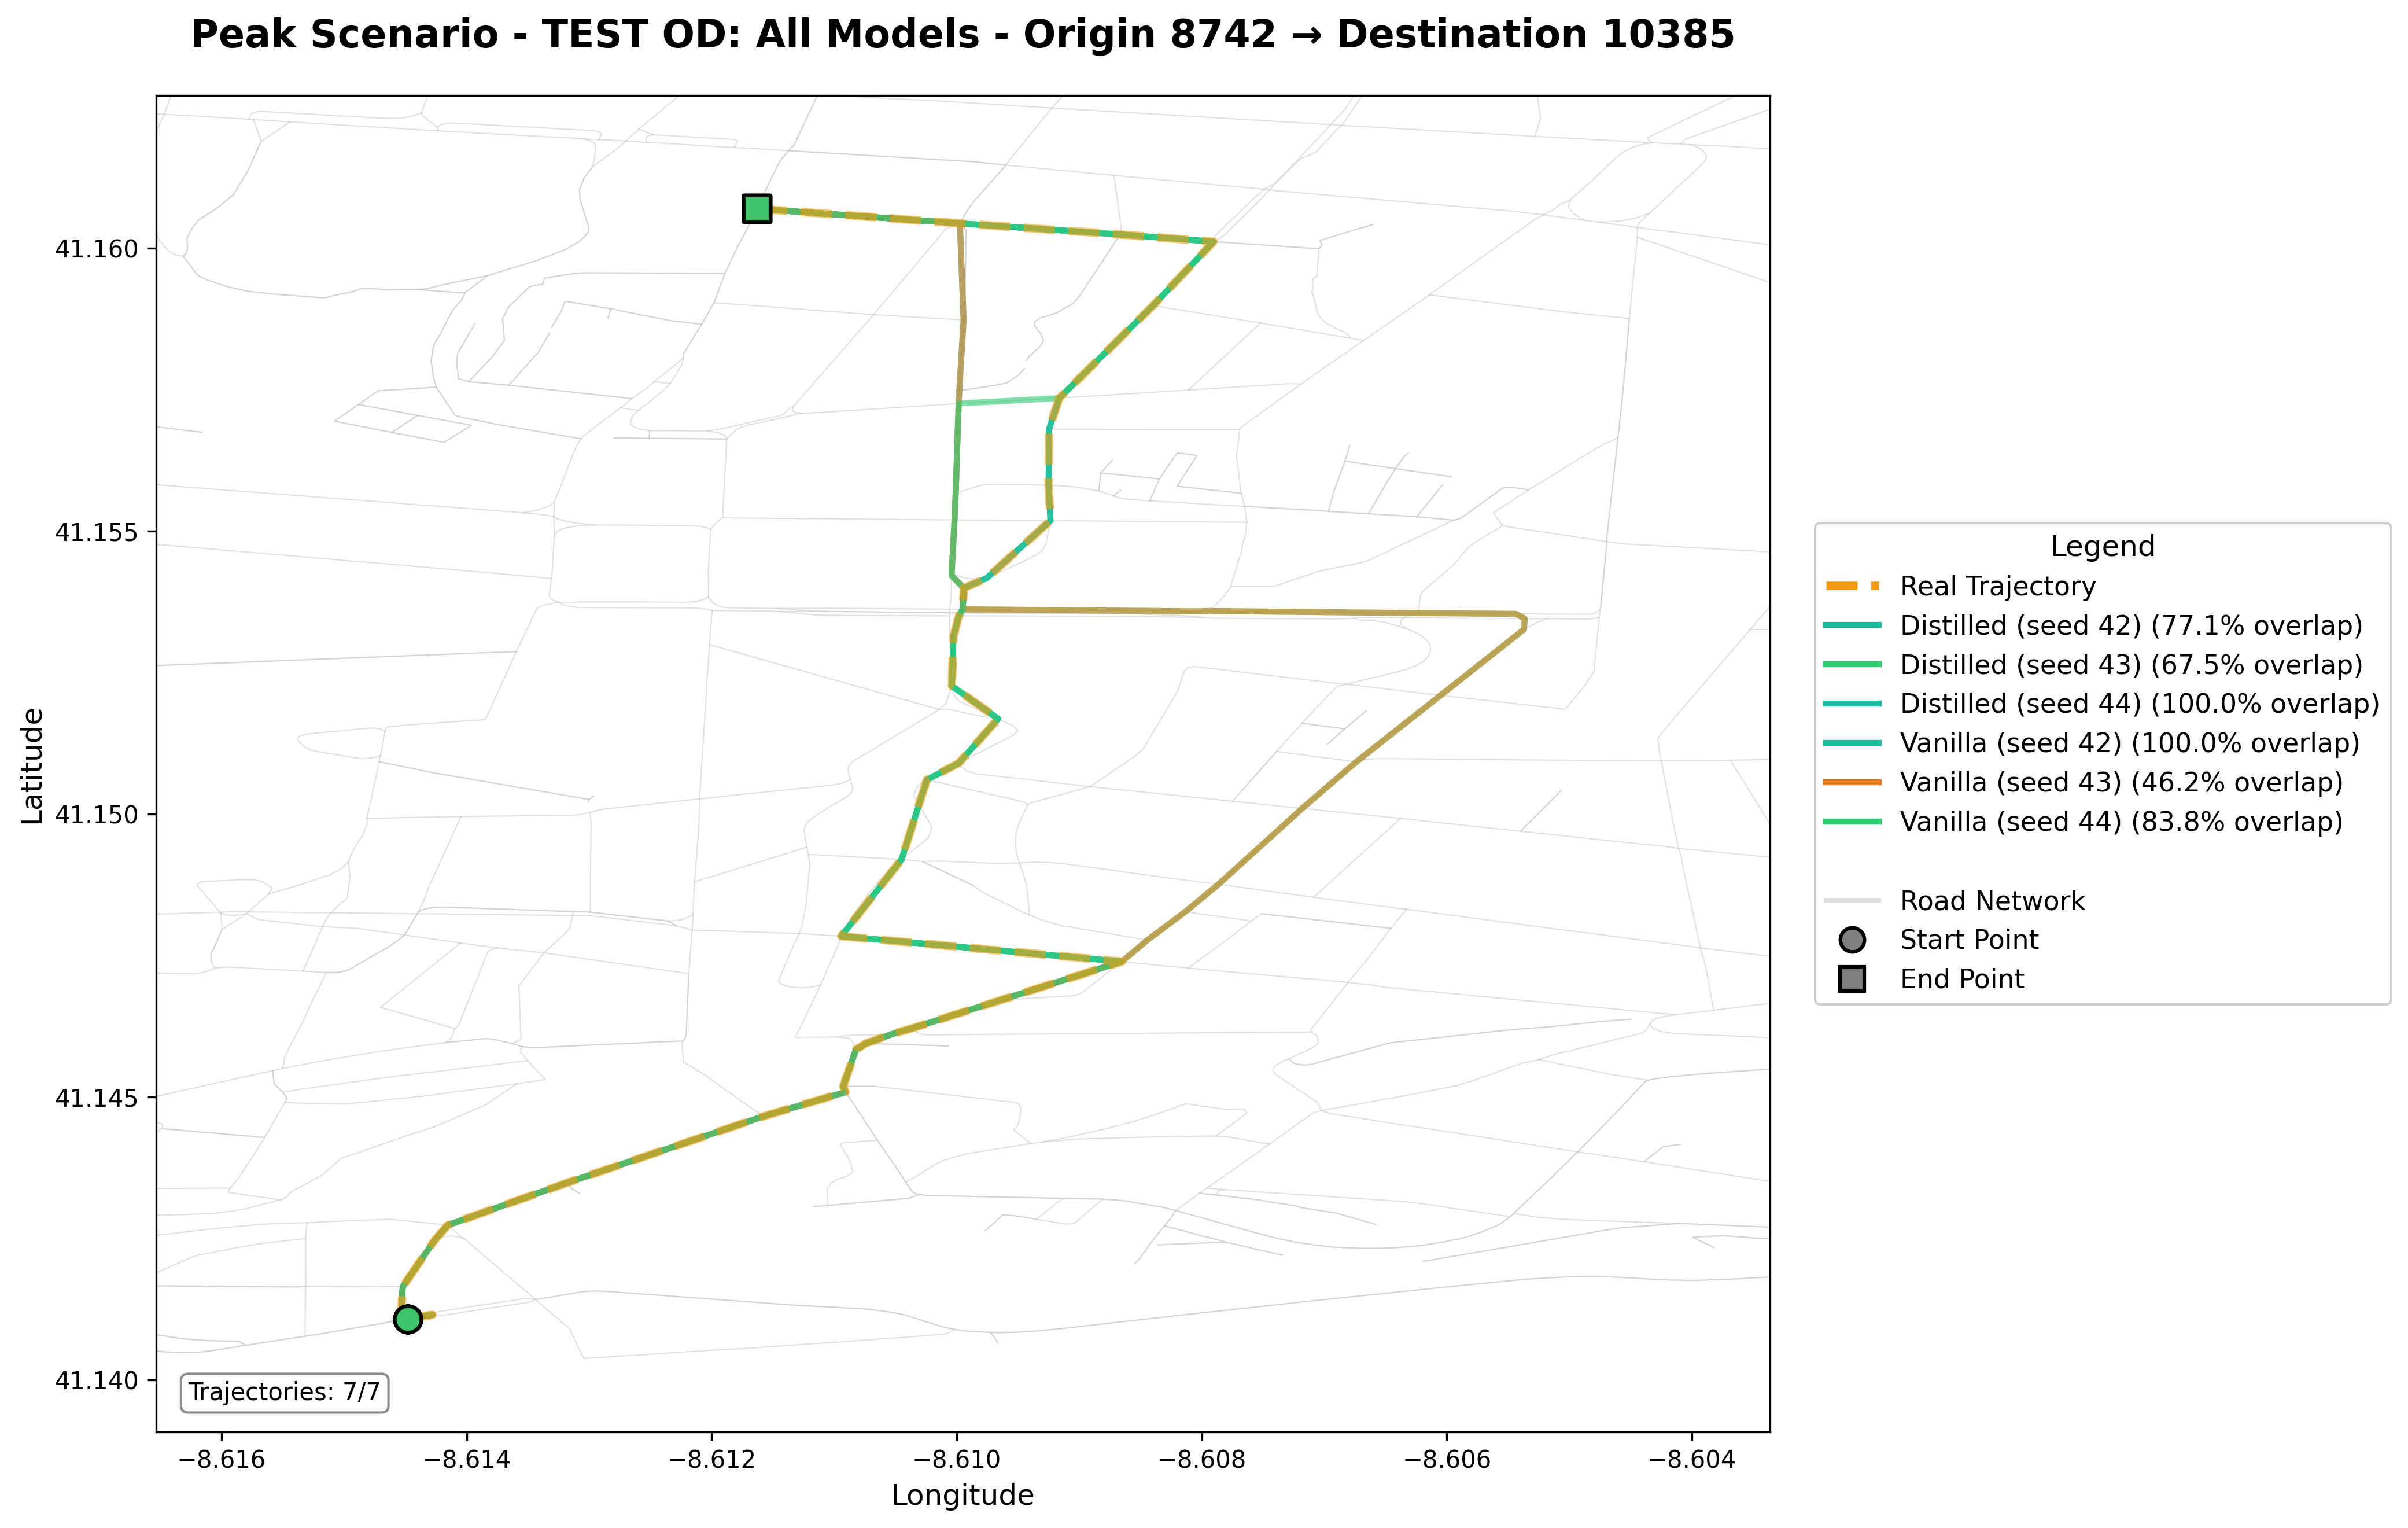 Peak Scenario - TEST OD: All Models - Origin 8742 → Destination 10385
41.160
41.155
41.150
41.145
41.140
Latitude
−8.616
−8.614
−8.612
−8.610
−8.608
−8.606
−8.604
Longitude
Trajectories: 7/7
Legend
Real Trajectory
Distilled (seed 42) (77.1% overlap)
Distilled (seed 43) (67.5% overlap)
Distilled (seed 44) (100.0% overlap)
Vanilla (seed 42) (100.0% overlap)
Vanilla (seed 43) (46.2% overlap)
Vanilla (seed 44) (83.8% overlap)
Road Network
Start Point
End Point